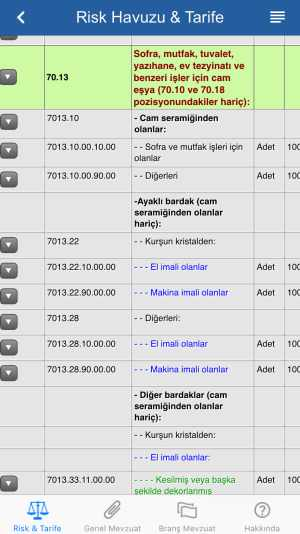 Risk Havuzu & Tarife
70.13
Sofra, mutfak, tuvalet,
yazıhane, ev tezyinatı ve
benzeri işler için cam
eşya (70.10 ve 70.18
pozisyonundakiler hariç):
7013.10
- Cam seramiğinden
olanlar:
7013.10.00.10.00
- - Sofra ve mutfak işleri için
olanlar
Adet
100
7013.10.00.90.00
- - Diğerleri
Adet
100
-Ayaklı bardak (cam
seramiğinden olanlar
hariç):
7013.22
- - Kurşun kristalden:
7013.22.10.00.00
- - - El imali olanlar
Adet
100
7013.22.90.00.00
- - - Makina imali olanlar
Adet
100
7013.28
- - Diğerleri:
7013.28.10.00.00
- - - El imali olanlar
Adet
100
7013.28.90.00.00
- - - Makina imali olanlar
Adet
100
- Diğer bardaklar (cam
seramiğinden olanlar
hariç):
- - Kurşun kristalden:
- - - El imali olanlar:
7013.33.11.00.00
- - - - Kesilmiş veya başka
şekilde dekorlanmış
Adet
100
Risk & Tarife
Genel Mevzuat
Branş Mevzuat
Hakkında